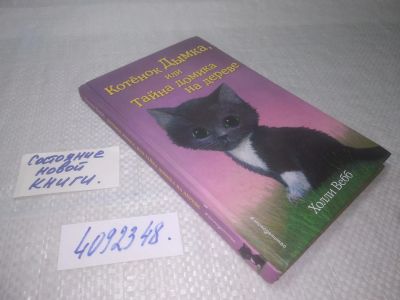 Котёнок Дымка,
или
Тайна домика
на дереве
Холли Вебб
Состояние
новой
книги.
4092348.